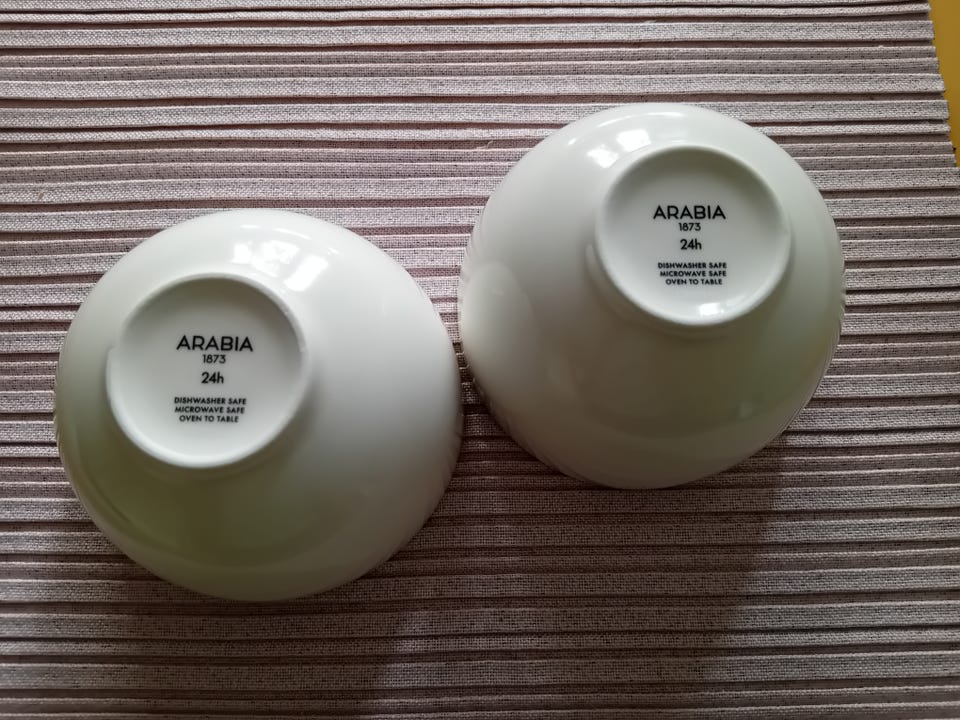 ARABIA
1873
24h
DISHWASHER SAFE
MICROWAVE SAFE
OVEN TO TABLE
ARABIA
1873
24h
DISHWASHER SAFE
MICROWAVE SAFE
OVEN TO TABLE